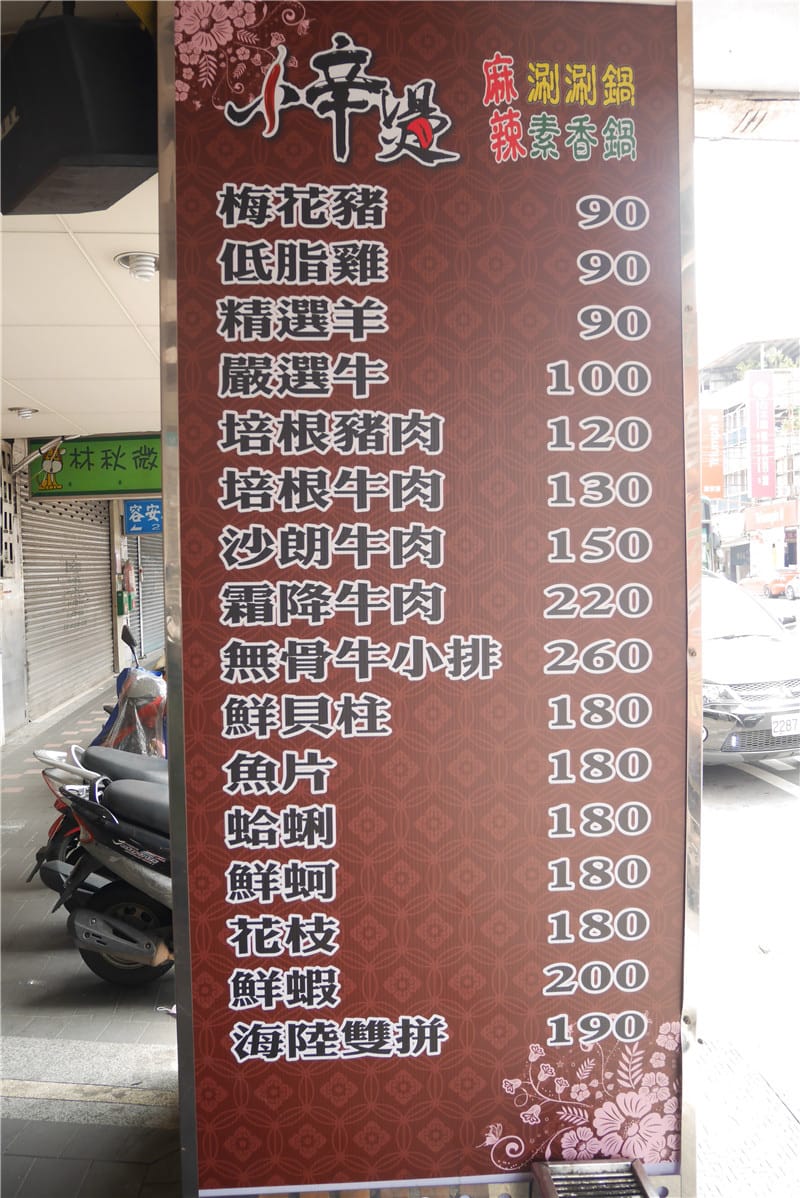 小辛燙
麻辣 涮涮鍋
素香鍋
梅花豬 90
低脂雞 90
精選羊 90
嚴選牛 100
培根豬肉 120
培根牛肉 130
沙朗牛肉 150
霜降牛肉 220
無骨牛小排 260
鮮貝柱 180
魚片 180
蛤蜊 180
鮮蚵 180
花枝 180
鮮蝦 200
海陸雙拼 190
林秋微
容安
2287